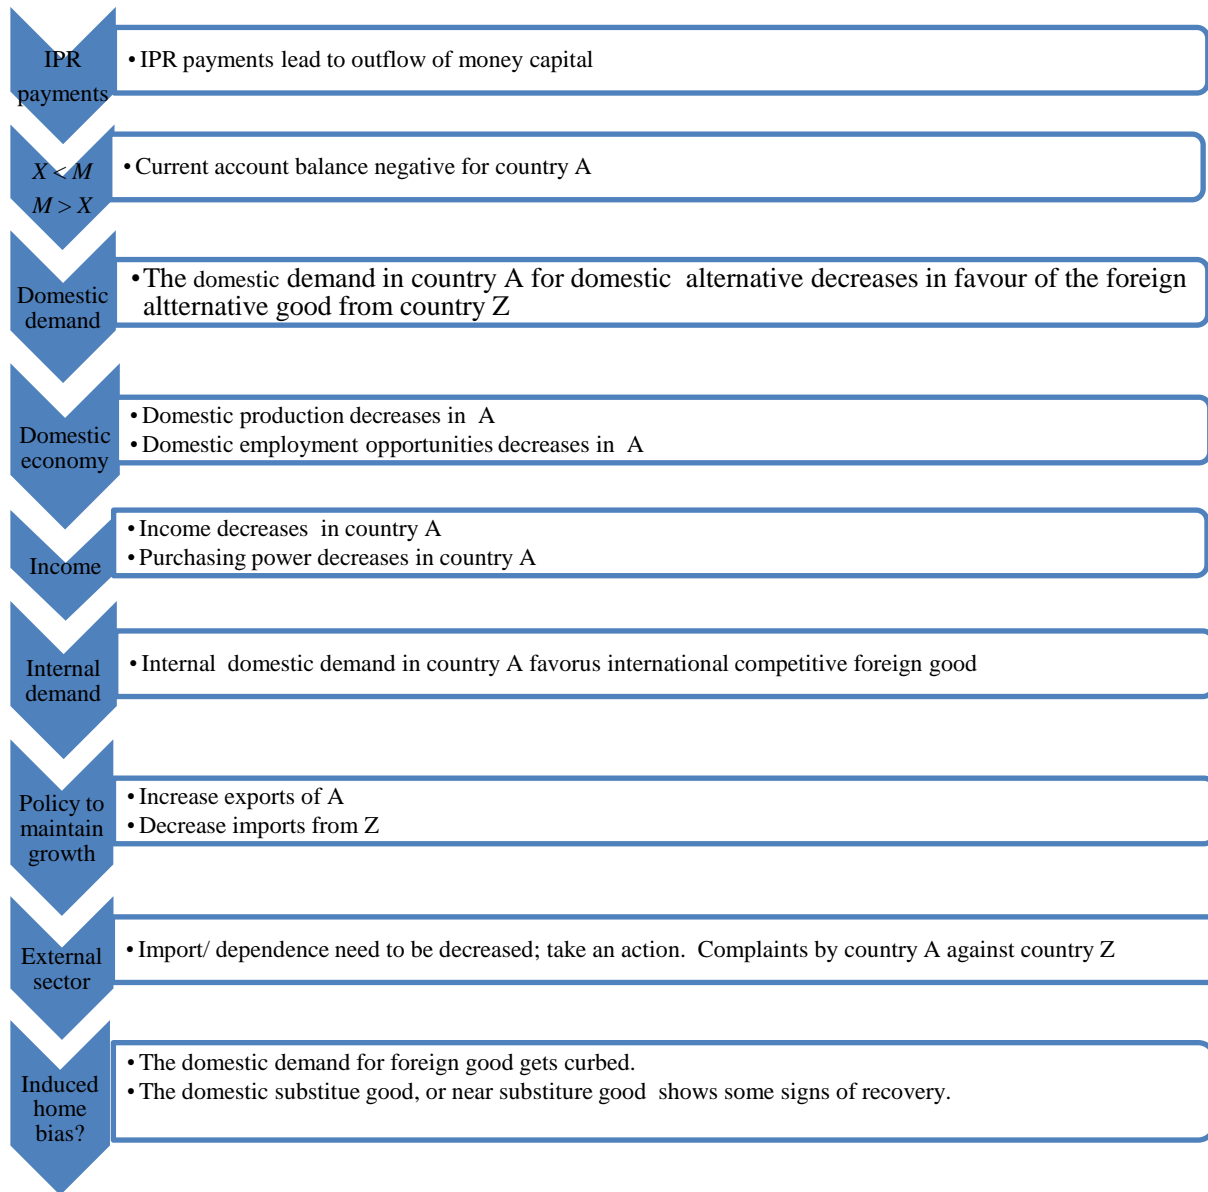 IPR
payments
• IPR payments lead to outflow of money capital
X < M
M > X
• Current account balance negative for country A
Domestic
demand
• The domestic demand in country A for domestic alternative decreases in favour of the foreign
altternative good from country Z
Domestic
economy
• Domestic production decreases in A
• Domestic employment opportunities decreases in A
Income
• Income decreases in country A
• Purchasing power decreases in country A
Internal
demand
• Internal domestic demand in country A favorus international competitive foreign good
Policy to
maintain
growth
• Increase exports of A
• Decrease imports from Z
External
sector
• Import/ dependence need to be decreased; take an action. Complaints by country A against country Z
Induced
home
bias?
• The domestic demand for foreign good gets curbed.
• The domestic substitue good, or near substiture good shows some signs of recovery.